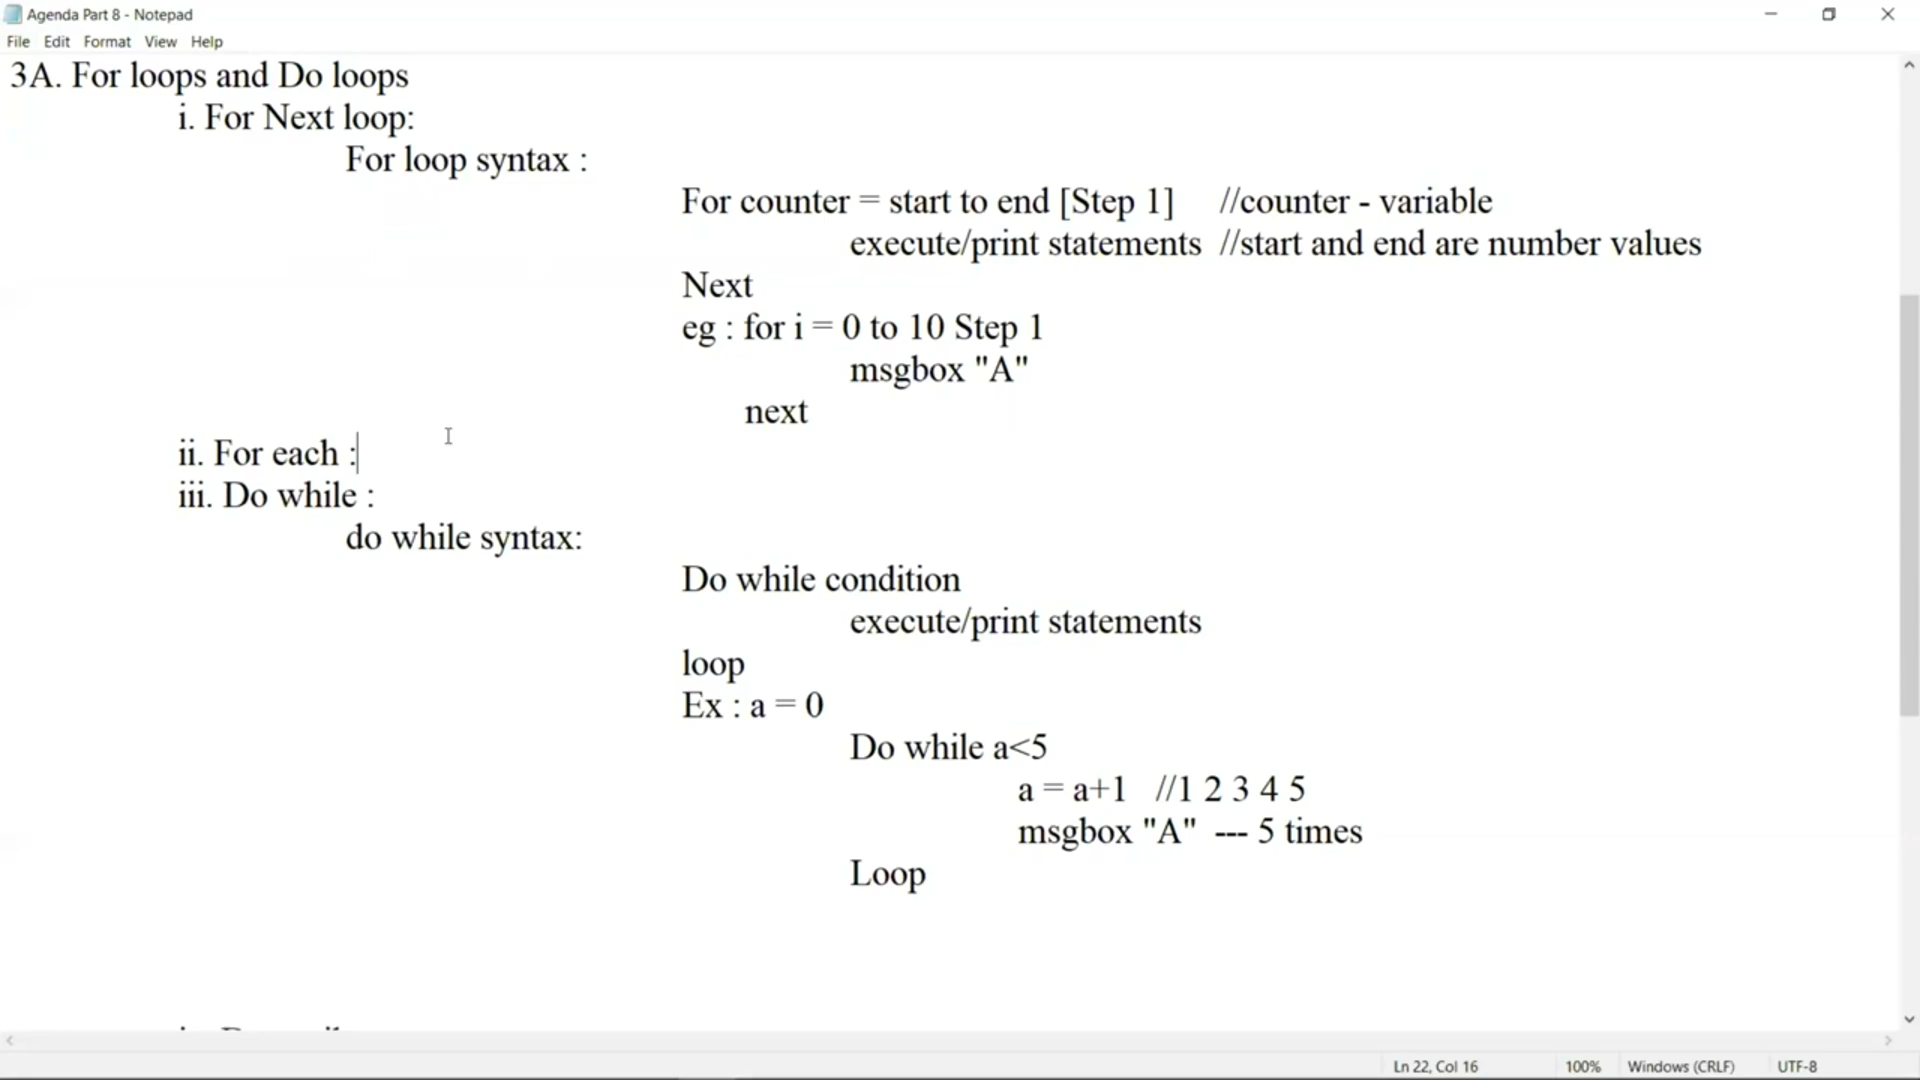 Agenda Part 8 - Notepad
File Edit Format View Help
3A. For loops and Do loops
i. For Next loop:
For loop syntax :
For counter = start to end [Step 1] //counter - variable
execute/print statements //start and end are number values
Next
eg : for i = 0 to 10 Step 1
msgbox "A"
next
ii. For each :
iii. Do while :
do while syntax:
Do while condition
execute/print statements
loop
Ex : a = 0
Do while a<5
a = a+1 //1 2 3 4 5
msgbox "A" --- 5 times
Loop
Ln 22, Col 16 100% Windows (CRLF) UTF-8